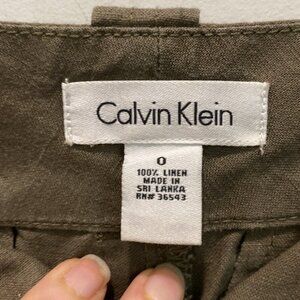 Calvin Klein
0
100% LINEN
MADE IN
SRI LANKA
RN# 36543